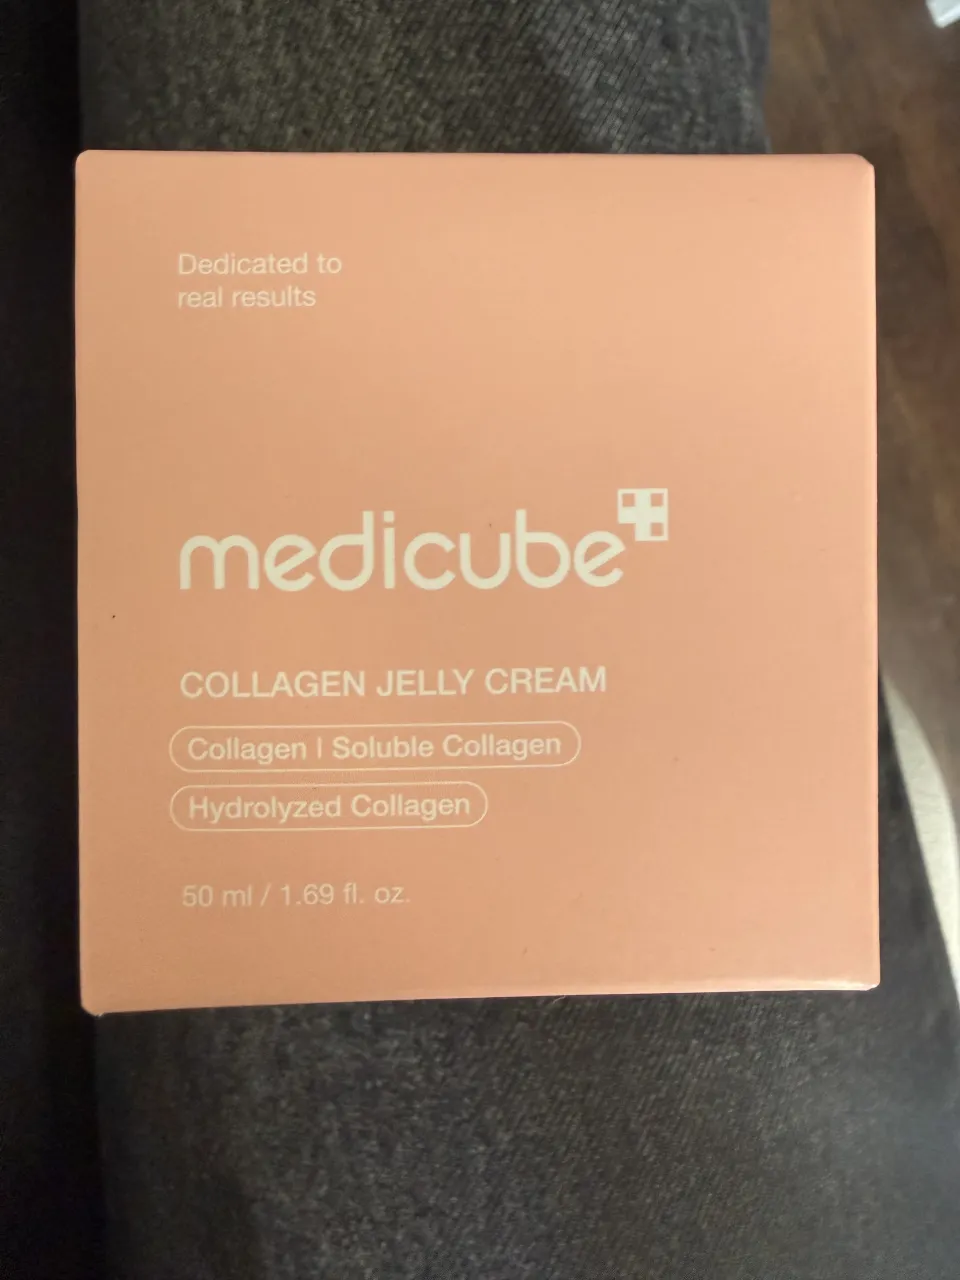 Dedicated to
real results
medicube
COLLAGEN JELLY CREAM
Collagen | Soluble Collagen
Hydrolyzed Collagen
50 ml / 1.69 fl. oz.